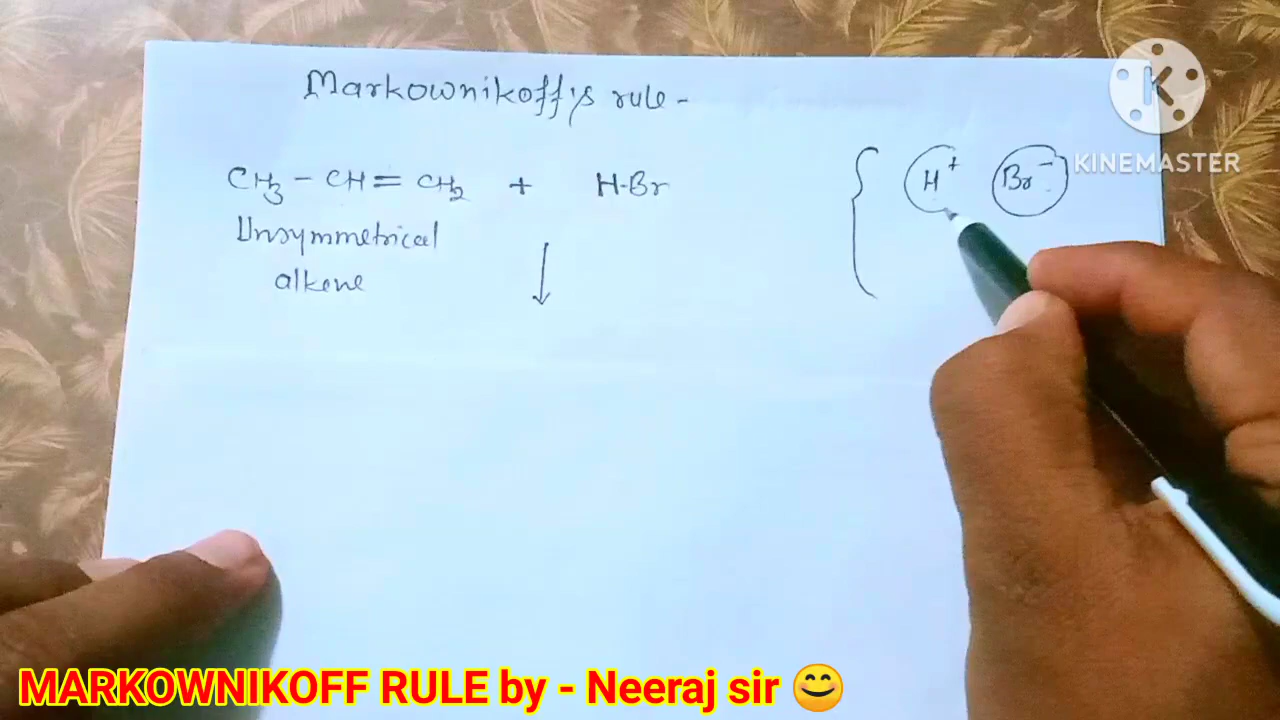 Markownikoff's rule -
CH3 - CH = CH2 + H-Br
Unsymmetrical
alkene
H+ Br-
K
KINEMASTER
MARKOWNIKOFF RULE by - Neeraj sir 😊